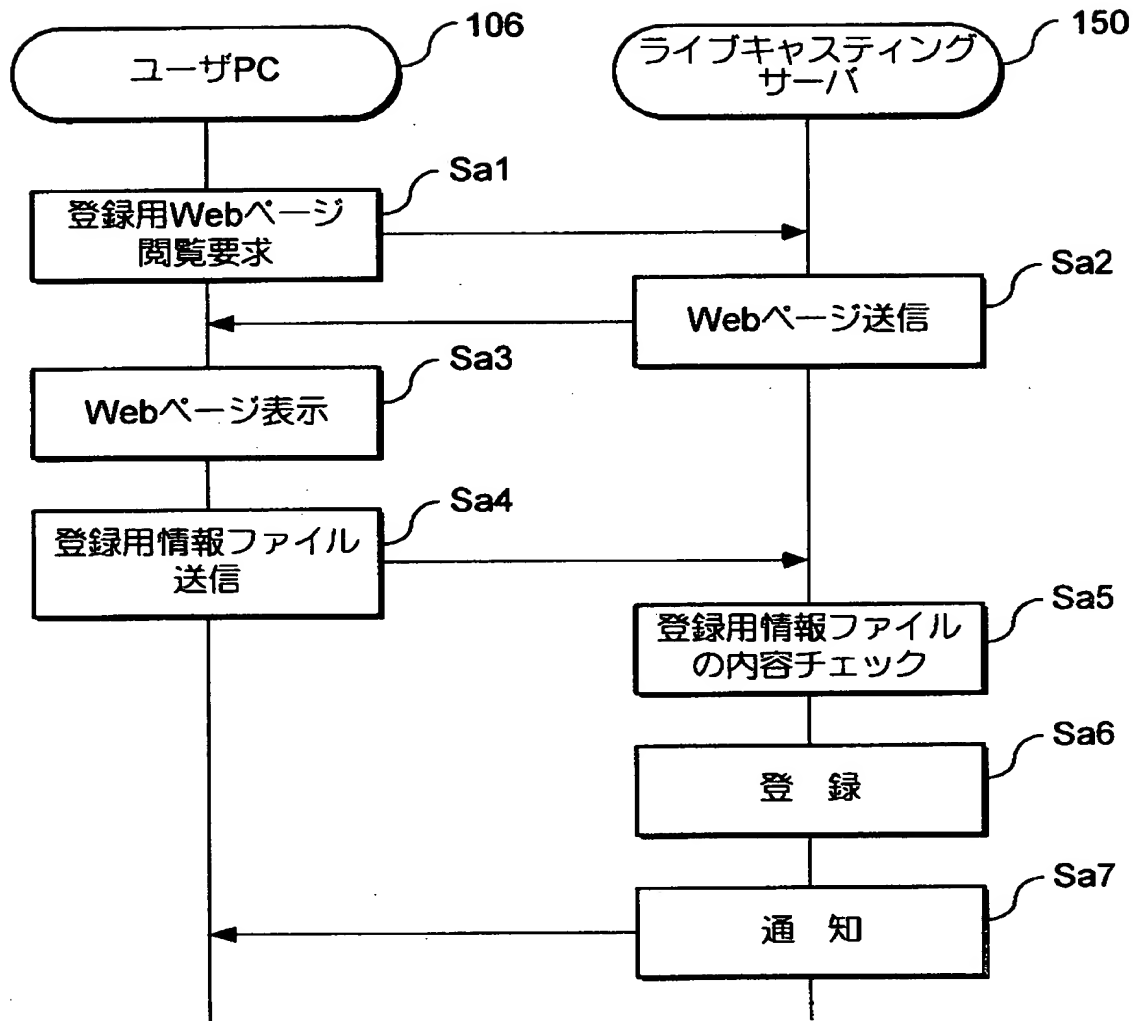 106
ユーザPC
150
ライブキャスティング
サーバ
Sa1
登録用Webページ
閲覧要求
Sa2
Webページ送信
Sa3
Webページ表示
Sa4
登録用情報ファイル
送信
Sa5
登録用情報ファイル
の内容チェック
Sa6
登 録
Sa7
通 知